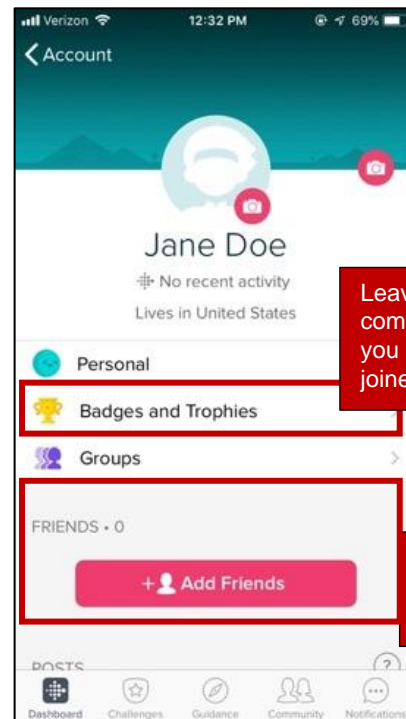 Verizon 12:32 PM 69%
Account
Jane Doe
No recent activity
Lives in United States
Personal
Leav
com
you
joine
Badges and Trophies
Groups
FRIENDS • 0
+ Add Friends
POSTS
?
Dashboard Challenges Guidance Community Notifications